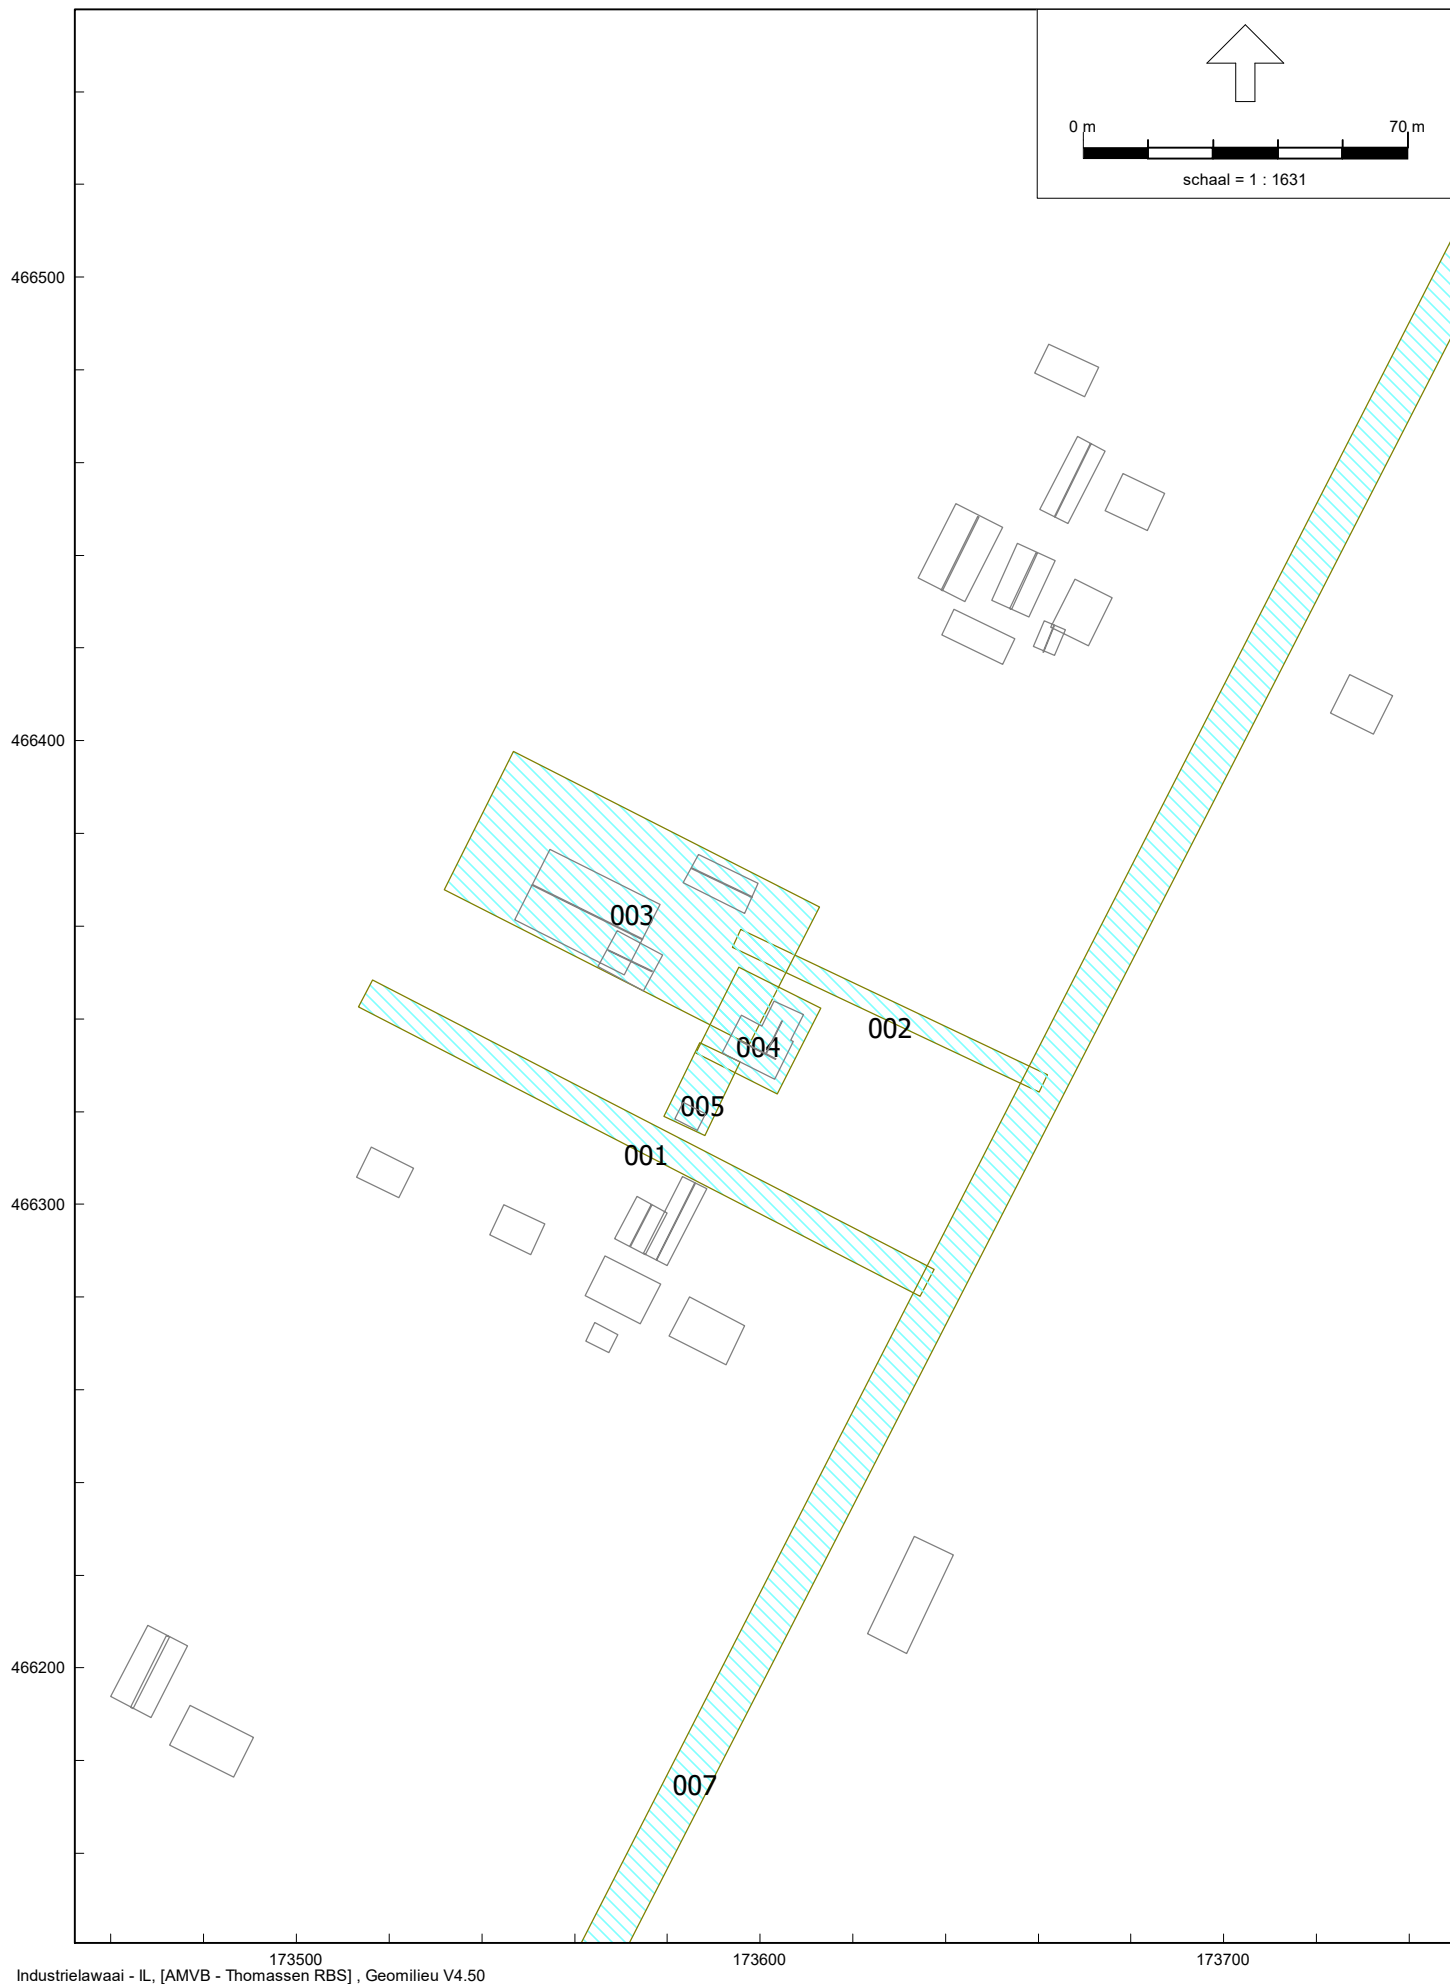 0 m 70 m
schaal = 1 : 1631
466500
466400
003
002
004
005
001
466300
466200
007
173500 173600 173700
Industrielawaai - IL, [AMVB - Thomassen RBS] , Geomilieu V4.50